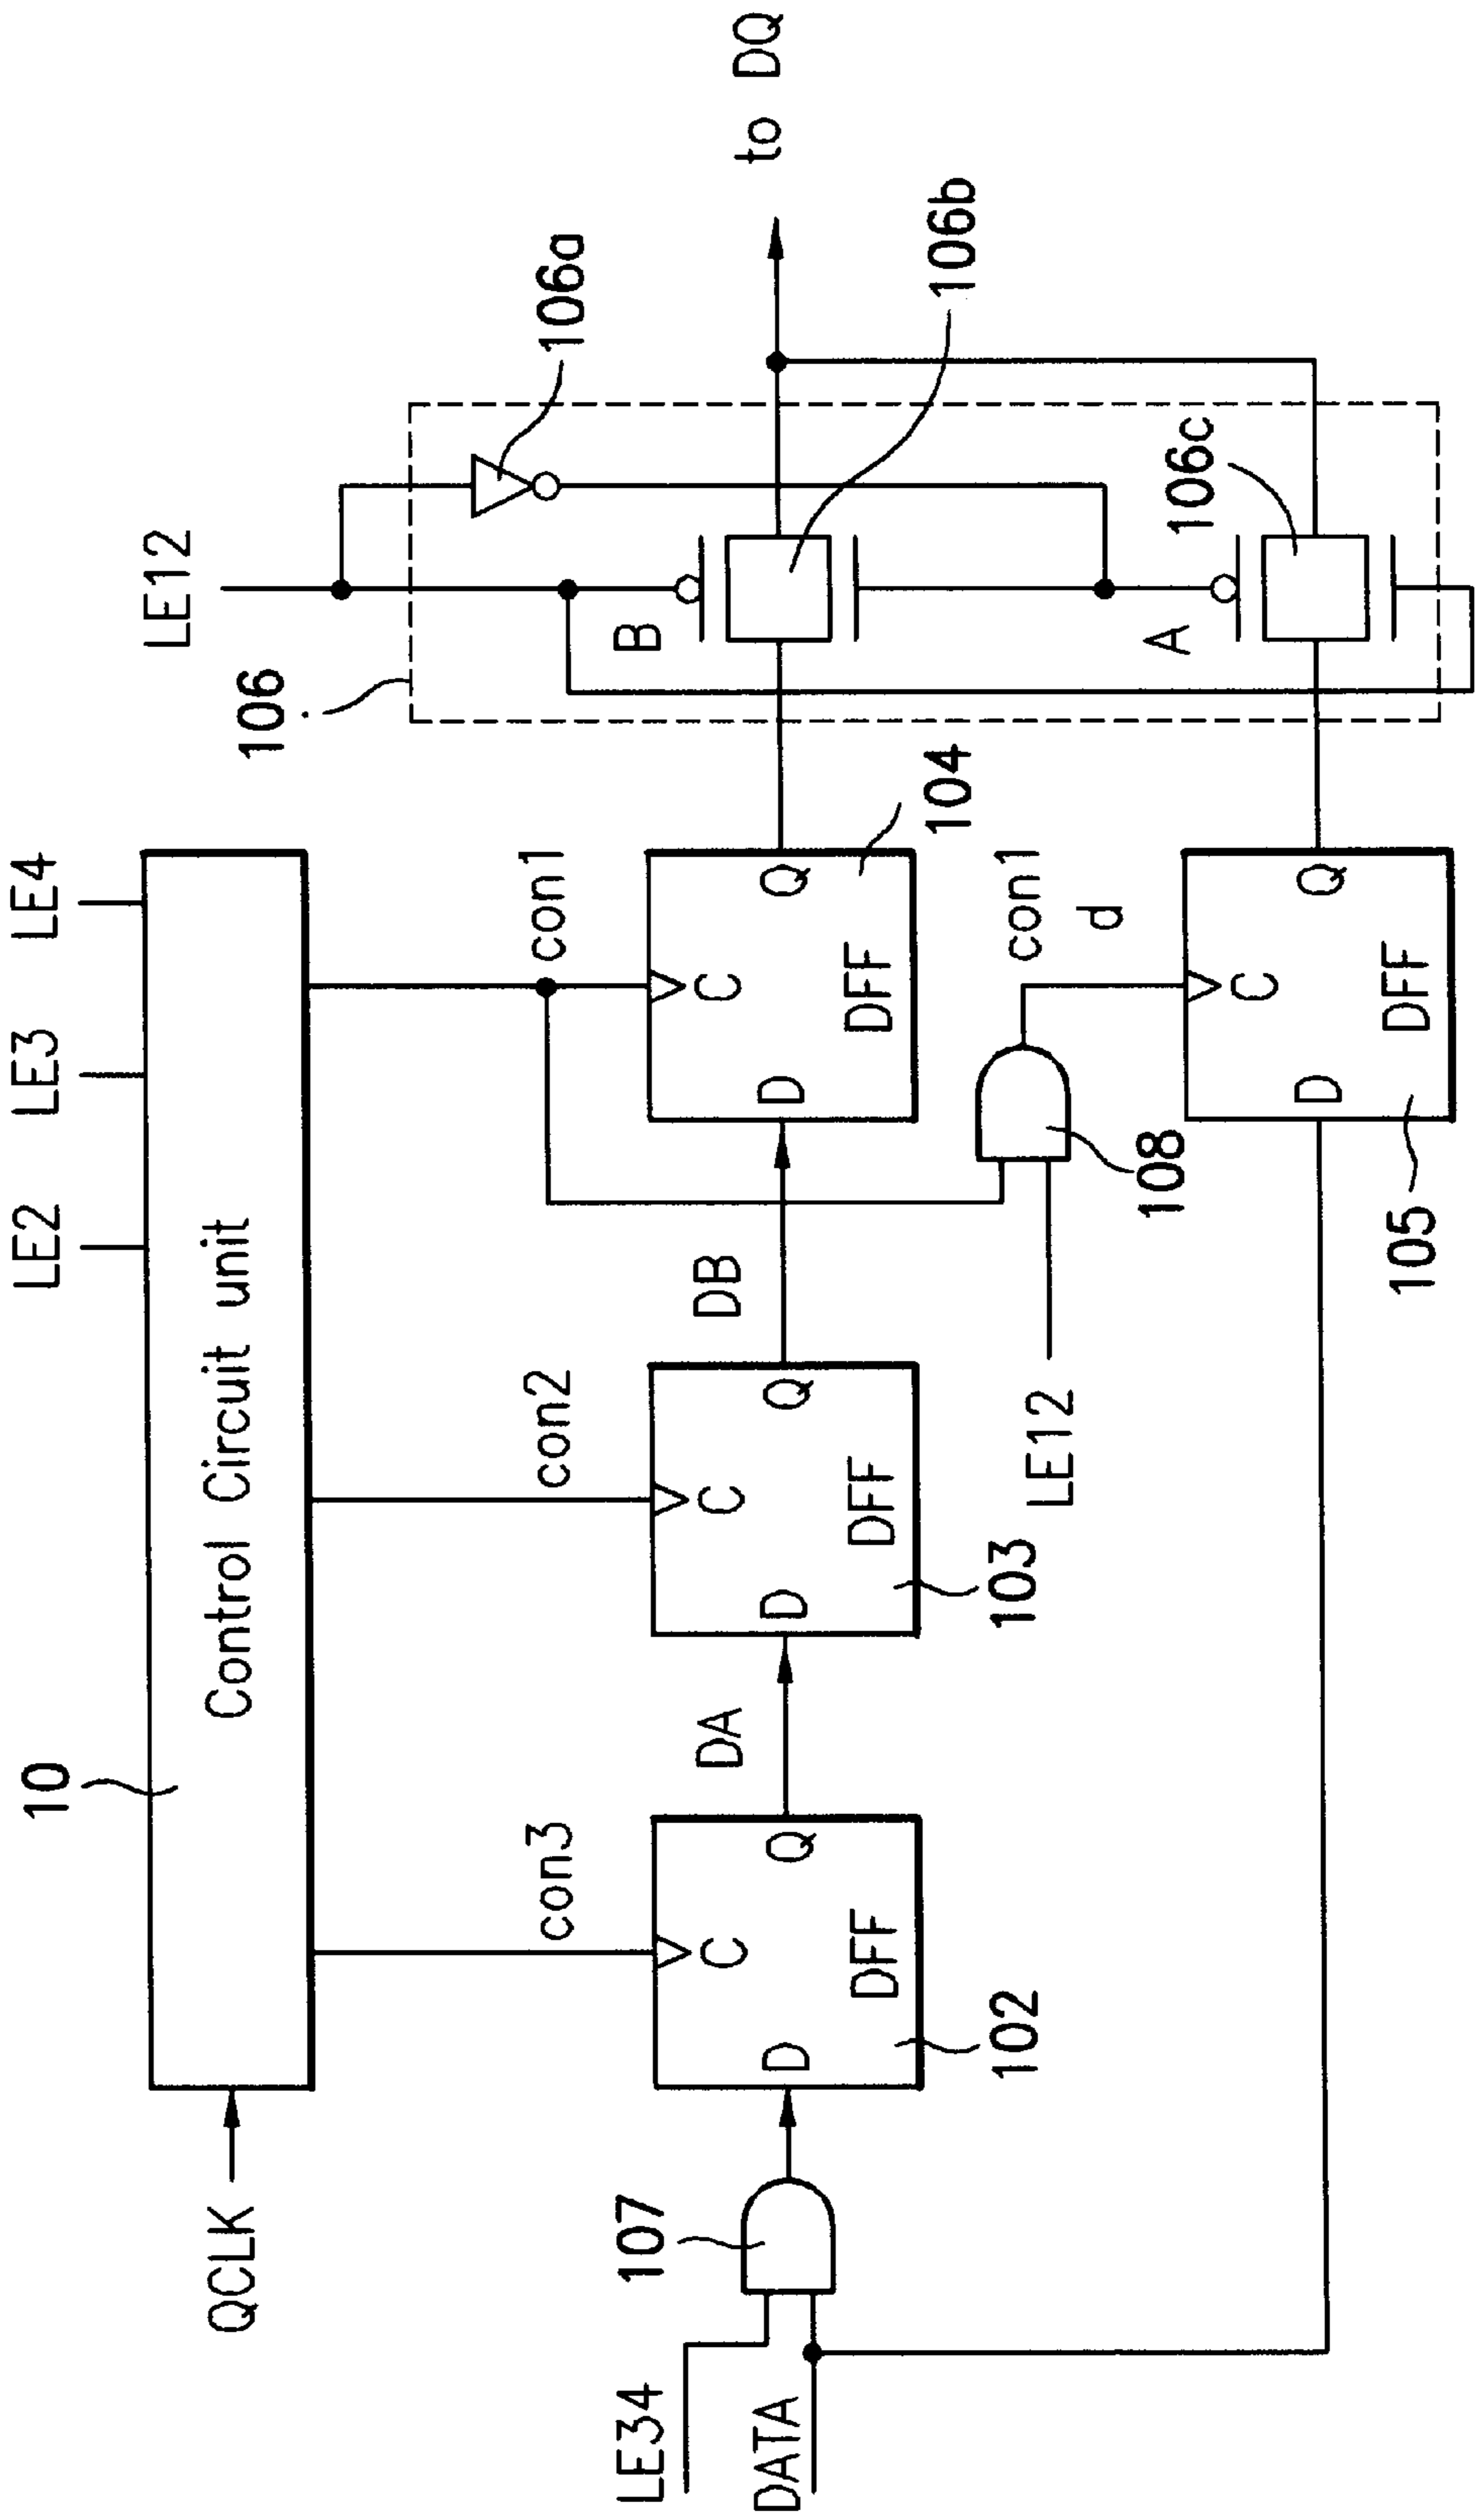 LE2
LE3
LE4
10
Control Circuit unit
QCLK
LE12
106
106a
con3
con2
con1
B
to DQ
LE34
107
DATA
D
C
Q
DFF
102
DA
D
C
Q
DFF
103
DB
D
C
Q
DFF
104
106b
LE12
108
con1
d
A
106c
D
C
Q
DFF
105